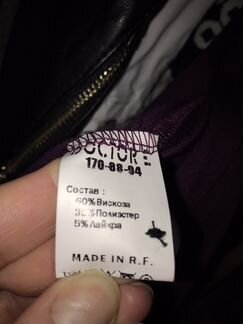 170-88-94
Состав :
60% Вискоза
35% Полиэстер
5% Лайкра
MADE IN R.F.